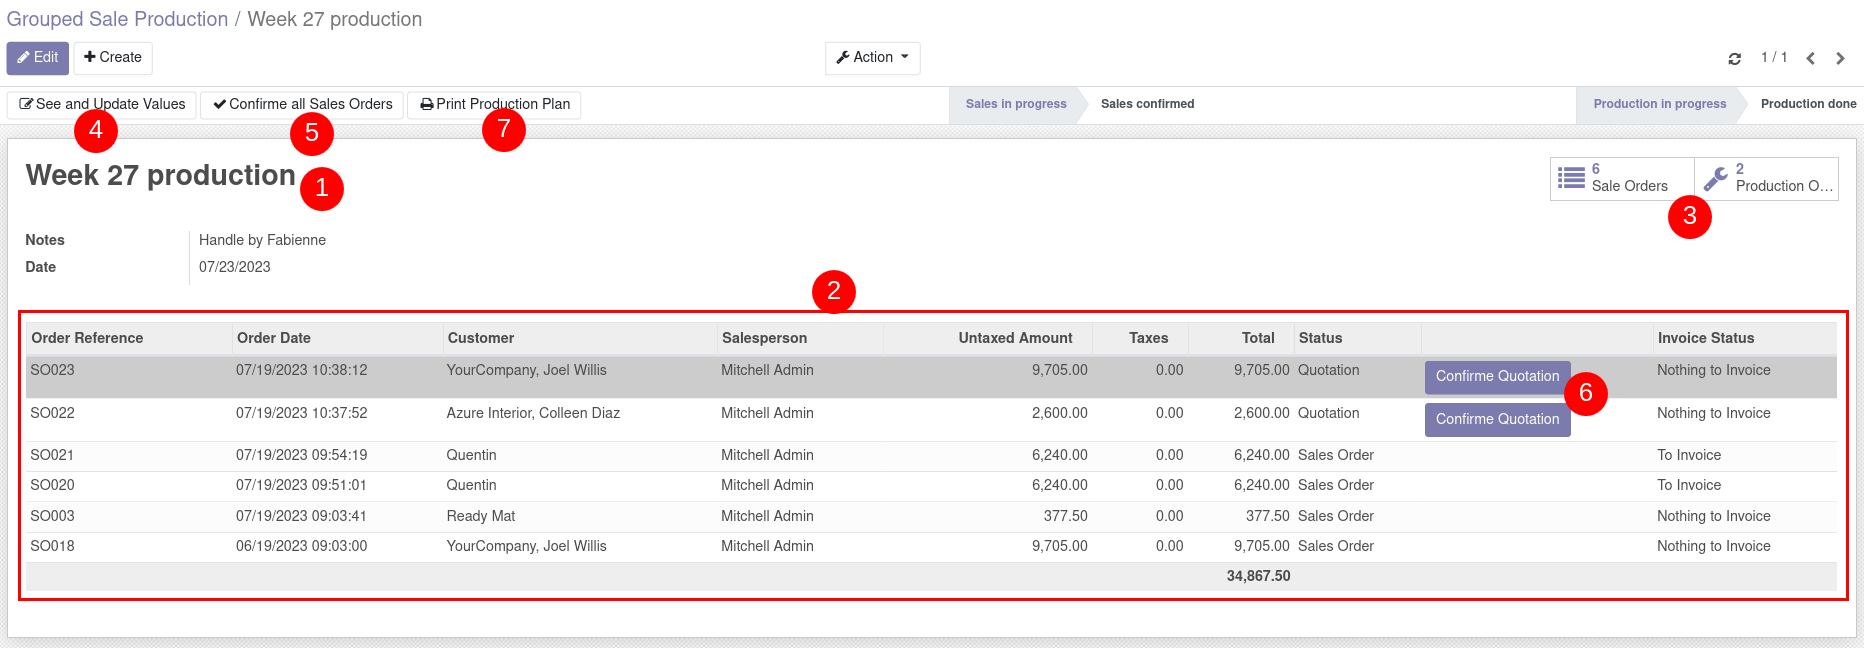 Grouped Sale Production / Week 27 production
Edit Create Action 1 / 1
See and Update Values Confirme all Sales Orders Print Production Plan Sales in progress Sales confirmed Production in progress Production done
4 5 7
Week 27 production 1
6 Sale Orders
2 Production O...
3
Notes Handle by Fabienne
Date 07/23/2023
2
Order Reference Order Date Customer Salesperson Untaxed Amount Taxes Total Status Invoice Status
SO023 07/19/2023 10:38:12 YourCompany, Joel Willis Mitchell Admin 9,705.00 0.00 9,705.00 Quotation Confirme Quotation Nothing to Invoice
6
SO022 07/19/2023 10:37:52 Azure Interior, Colleen Diaz Mitchell Admin 2,600.00 0.00 2,600.00 Quotation Confirme Quotation Nothing to Invoice
SO021 07/19/2023 09:54:19 Quentin Mitchell Admin 6,240.00 0.00 6,240.00 Sales Order To Invoice
SO020 07/19/2023 09:51:01 Quentin Mitchell Admin 6,240.00 0.00 6,240.00 Sales Order To Invoice
SO003 07/19/2023 09:03:41 Ready Mat Mitchell Admin 377.50 0.00 377.50 Sales Order Nothing to Invoice
SO018 06/19/2023 09:03:00 YourCompany, Joel Willis Mitchell Admin 9,705.00 0.00 9,705.00 Sales Order Nothing to Invoice
34,867.50